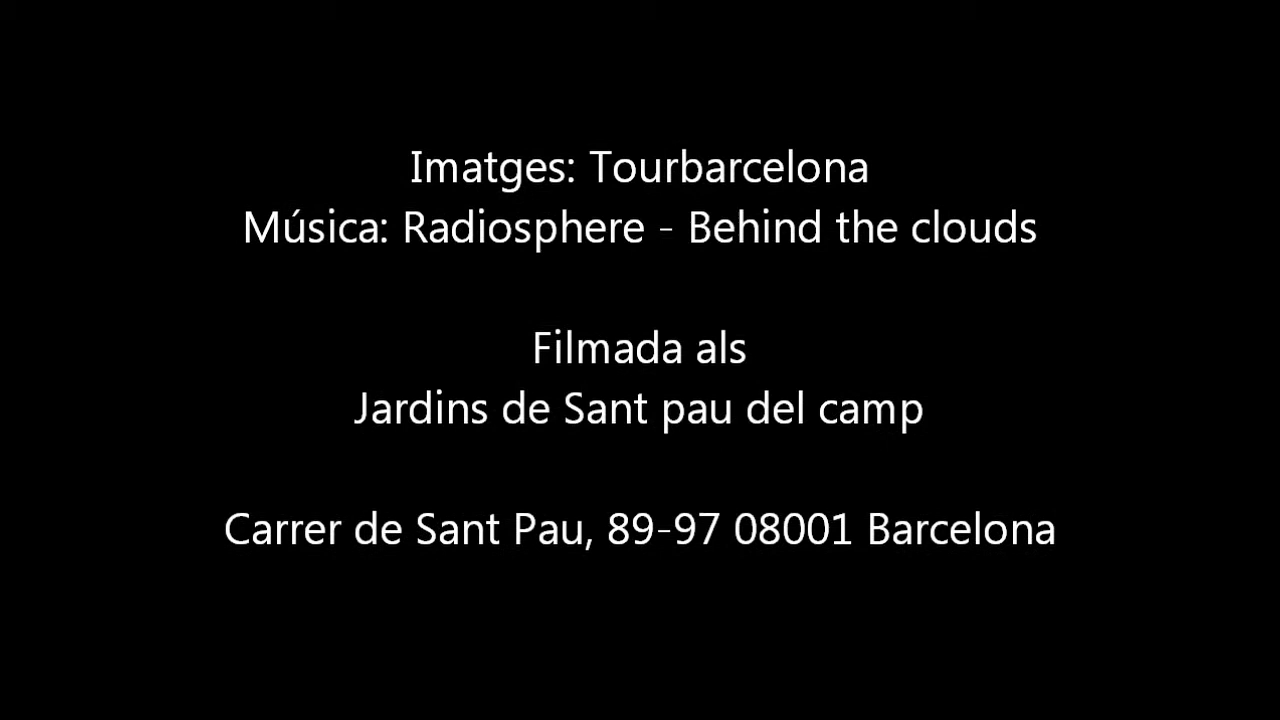 Imatges: Tourbarcelona
Música: Radiosphere - Behind the clouds
Filmada als
Jardins de Sant pau del camp
Carrer de Sant Pau, 89-97 08001 Barcelona